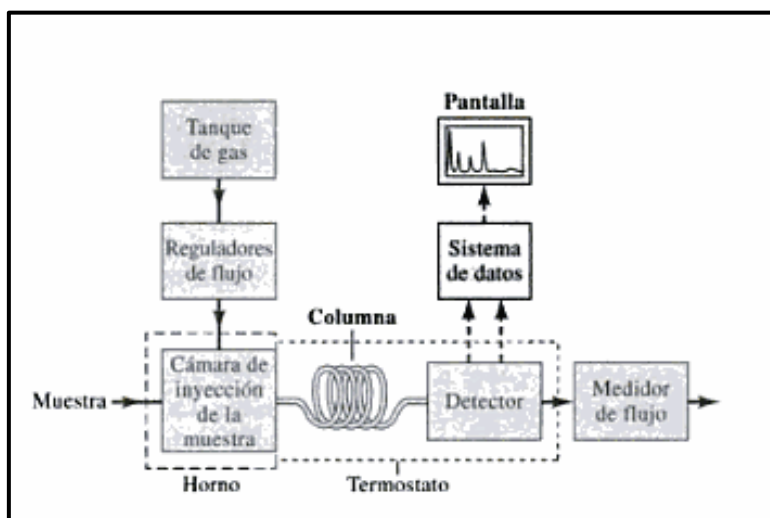 Tanque
de gas
Pantalla
Reguladores
de flujo
Sistema
de datos
Columna
Muestra
Cámara de
inyección
de la
muestra
Detector
Medidor
de flujo
Horno
Termostato